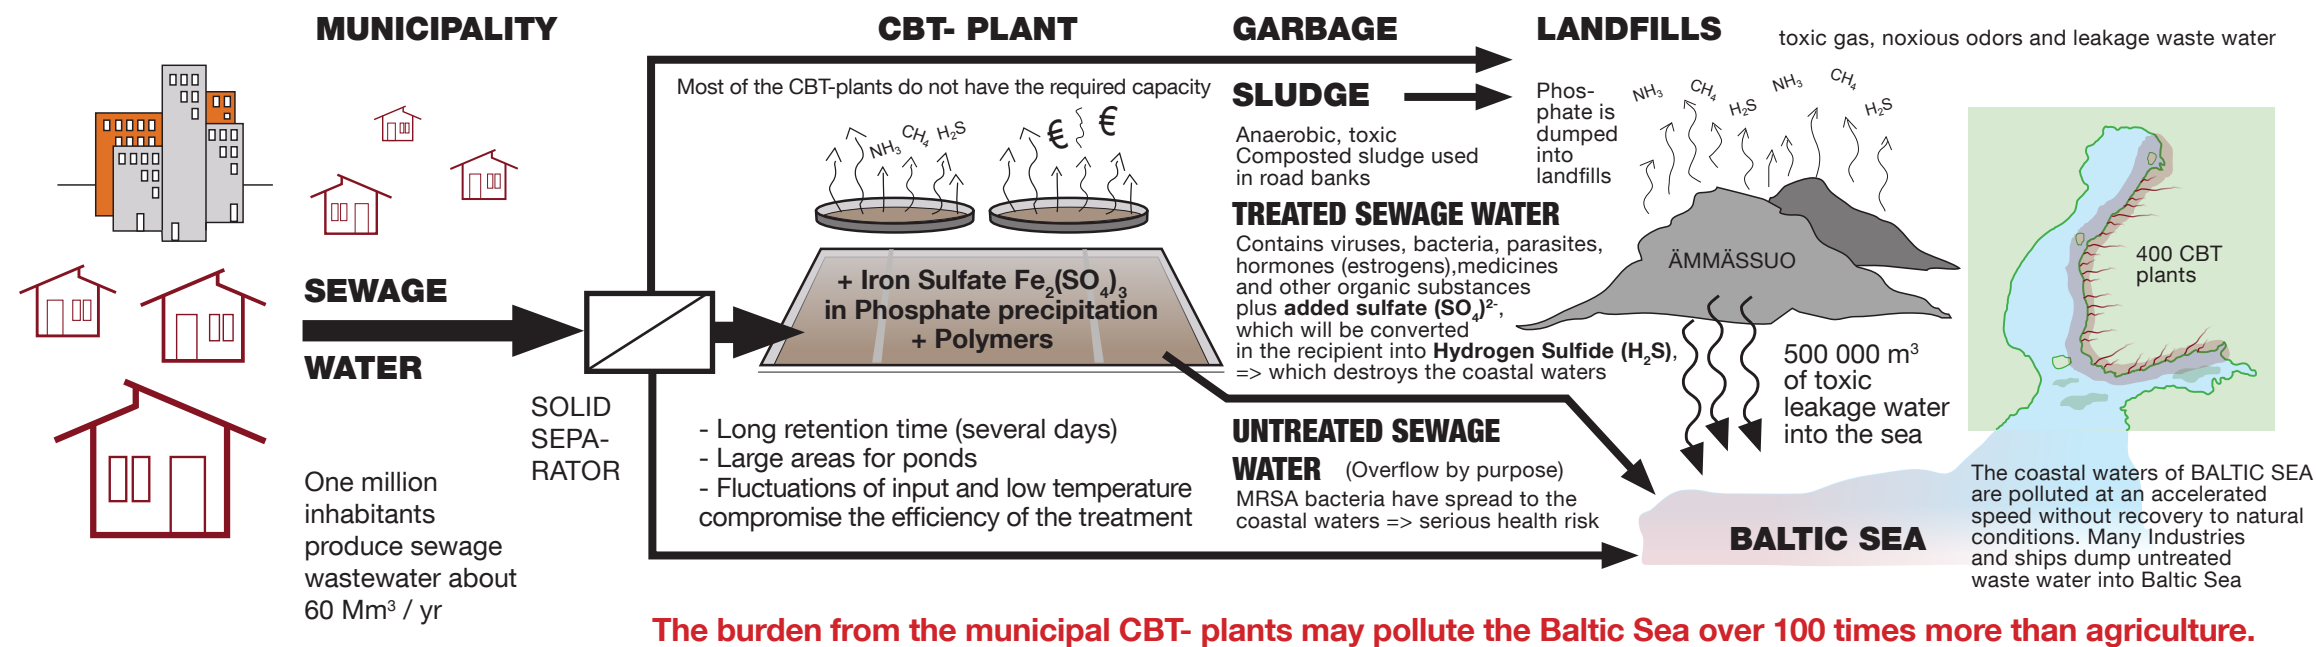 MUNICIPALITY
SEWAGE
WATER
One million
inhabitants
produce sewage
wastewater about
60 Mm³ / yr
SOLID
SEPA-
RATOR
CBT- PLANT
Most of the CBT-plants do not have the required capacity
NH₃ CH₄ H₂S
€ €
+ Iron Sulfate Fe₂(SO₄)₃
in Phosphate precipitation
+ Polymers
- Long retention time (several days)
- Large areas for ponds
- Fluctuations of input and low temperature
compromise the efficiency of the treatment
GARBAGE
SLUDGE
Anaerobic, toxic
Composted sludge used
in road banks
TREATED SEWAGE WATER
Contains viruses, bacteria, parasites,
hormones (estrogens),medicines
and other organic substances
plus added sulfate (SO₄)²⁻,
which will be converted
in the recipient into Hydrogen Sulfide (H₂S),
=> which destroys the coastal waters
UNTREATED SEWAGE
WATER (Overflow by purpose)
MRSA bacteria have spread to the
coastal waters => serious health risk
LANDFILLS
toxic gas, noxious odors and leakage waste water
Phos-
phate is
dumped
into
landfills
NH₃ CH₄ H₂S NH₃ CH₄ H₂S
ÄMMÄSSUO
500 000 m³
of toxic
leakage water
into the sea
400 CBT
plants
BALTIC SEA
The coastal waters of BALTIC SEA
are polluted at an accelerated
speed without recovery to natural
conditions. Many Industries
and ships dump untreated
waste water into Baltic Sea
The burden from the municipal CBT- plants may pollute the Baltic Sea over 100 times more than agriculture.